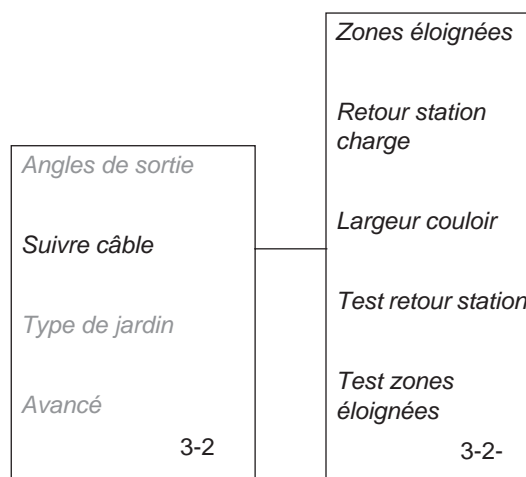 Angles de sortie
Suivre câble
Type de jardin
Avancé
3-2
Zones éloignées
Retour station
charge
Largeur couloir
Test retour station
Test zones
éloignées
3-2-